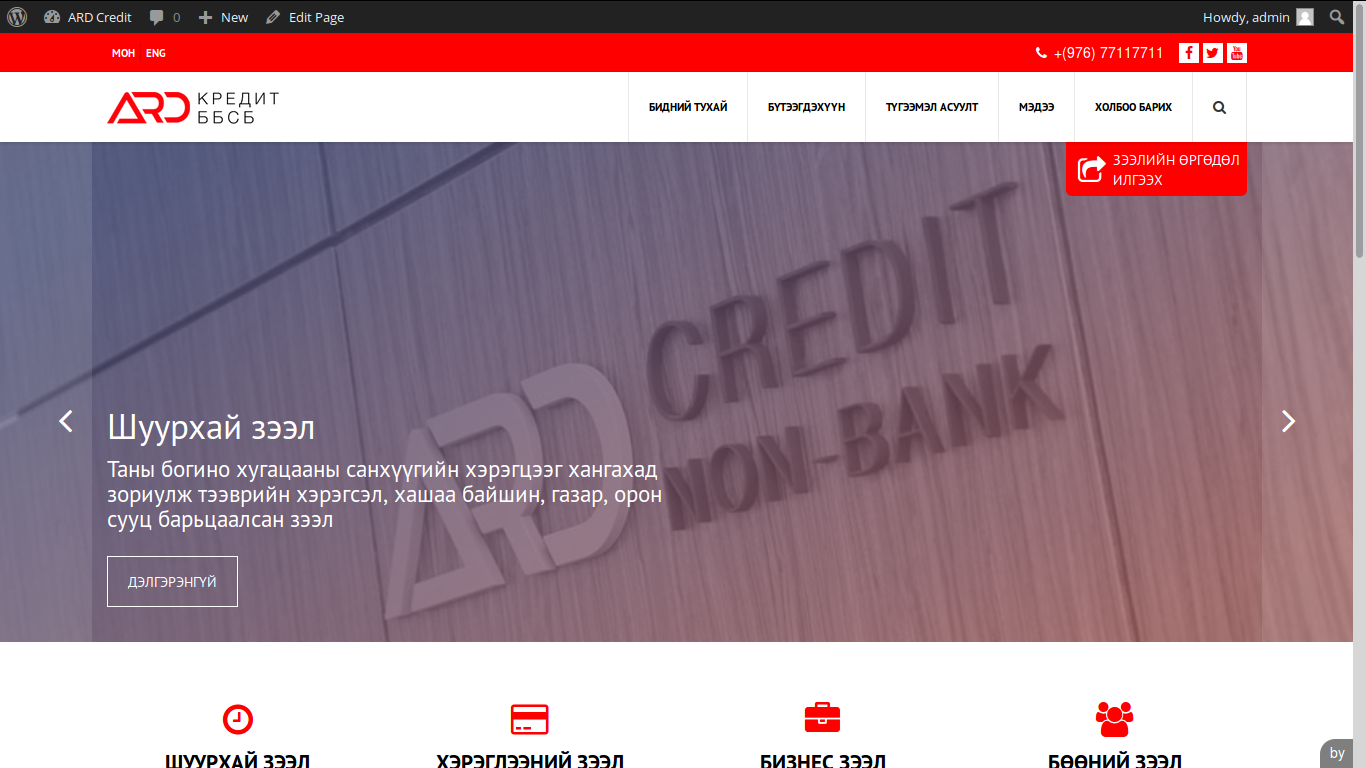 ARD Credit
0
New
Edit Page
Howdy, admin
МОН ENG
+(976) 77117711
You Tube
ARD КРЕДИТ
ББСБ
БИДНИЙ ТУХАЙ
БҮТЭЭГДЭХҮҮН
ТҮГЭЭМЭЛ АСУУЛТ
МЭДЭЭ
ХОЛБОО БАРИХ
ЗЭЭЛИЙН ӨРГӨДӨЛ
ИЛГЭЭХ
ARD CREDIT
NON-BANK
Шуурхай зээл
Таны богино хугацааны санхүүгийн хэрэгцээг хангахад
зориулж тээврийн хэрэгсэл, хашаа байшин, газар, орон
сууц барьцаалсан зээл
ДЭЛГЭРЭНГҮЙ
ШУУРХАЙ ЗЭЭЛ
ХЭРЭГЛЭЭНИЙ ЗЭЭЛ
БИЗНЕС ЗЭЭЛ
БӨӨНИЙ ЗЭЭЛ
by